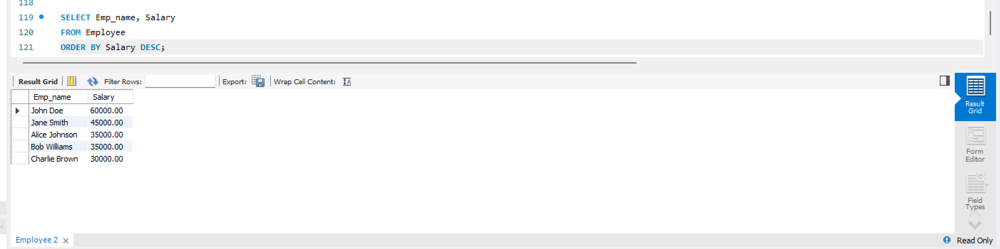 118
119 SELECT Emp_name, Salary
120 FROM Employee
121 ORDER BY Salary DESC;
Result Grid Filter Rows: Export: Wrap Cell Content:
Emp_name Salary
John Doe 60000.00
Jane Smith 45000.00
Alice Johnson 35000.00
Bob Williams 35000.00
Charlie Brown 30000.00
Result
Grid
Form
Editor
Field
Types
Employee 2
Read Only